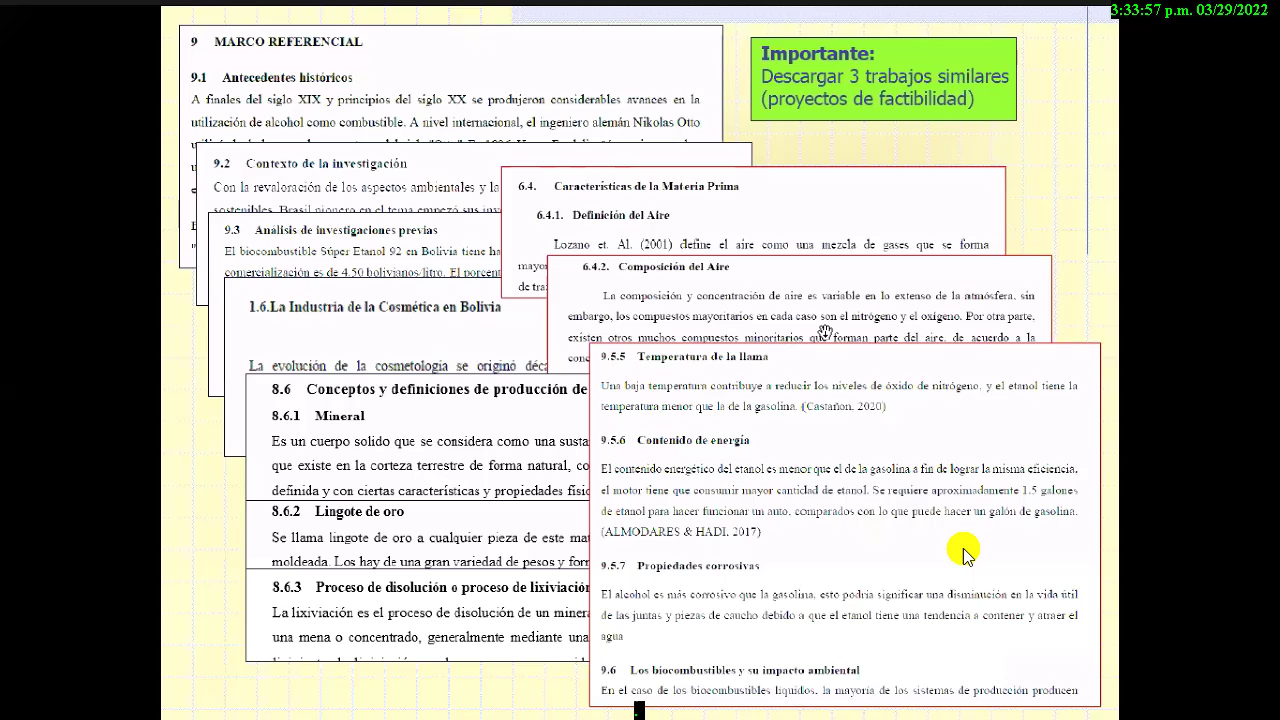 3:33:57 p.m. 03/29/2022
9 MARCO REFERENCIAL
9.1 Antecedentes históricos
A finales del siglo XIX y principios del siglo XX se produjeron considerables avances en la
utilización de alcohol como combustible. A nivel internacional, el ingeniero alemán Nikolas Otto
Importante:
Descargar 3 trabajos similares
(proyectos de factibilidad)
9.2 Contexto de la investigación
Con la revaloración de los aspectos ambientales y la
sostenibles. Brasil pionero en el tema empezó sus inv
9.3 Análisis de investigaciones previas
El biocombustible Súper Etanol 92 en Bolivia tiene ha
comercialización es de 4.50 bolivianos/litro. El porcent
1.6.La Industria de la Cosmética en Bolivia
La evolución de la cosmetología se originó déca
8.6 Conceptos y definiciones de producción de
8.6.1 Mineral
Es un cuerpo solido que se considera como una susta
que existe en la corteza terrestre de forma natural, co
definida y con ciertas características y propiedades físic
8.6.2 Lingote de oro
Se llama lingote de oro a cualquier pieza de este mat
moldeada. Los hay de una gran variedad de pesos y form
8.6.3 Proceso de disolución o proceso de lixiviación
La lixiviación es el proceso de disolución de un minera
una mena o concentrado, generalmente mediante una
6.4. Características de la Materia Prima
6.4.1. Definición del Aire
Lozano et. Al. (2001) define el aire como una mezcla de gases que se forma
mayo
de tra
6.4.2. Composición del Aire
La composición y concentración de aire es variable en lo extenso de la atmósfera, sin
embargo, los compuestos mayoritarios en cada caso son el nitrógeno y el oxígeno. Por otra parte,
existen otros muchos compuestos minoritarios que forman parte del aire, de acuerdo a la
conc
9.5.5 Temperatura de la llama
Una baja temperatura contribuye a reducir los niveles de óxido de nitrógeno, y el etanol tiene la
temperatura menor que la de la gasolina. (Castañon, 2020)
9.5.6 Contenido de energía
El contenido energético del etanol es menor que el de la gasolina a fin de lograr la misma eficiencia,
el motor tiene que consumir mayor cantidad de etanol. Se requiere aproximadamente 1.5 galones
de etanol para hacer funcionar un auto, comparados con lo que puede hacer un galón de gasolina.
(ALMODARES & HADI, 2017)
9.5.7 Propiedades corrosivas
El alcohol es más corrosivo que la gasolina, esto podría significar una disminución en la vida útil
de las juntas y piezas de caucho debido a que el etanol tiene una tendencia a contener y atraer el
agua
9.6 Los biocombustibles y su impacto ambiental
En el caso de los biocombustibles líquidos, la mayoría de los sistemas de producción producen